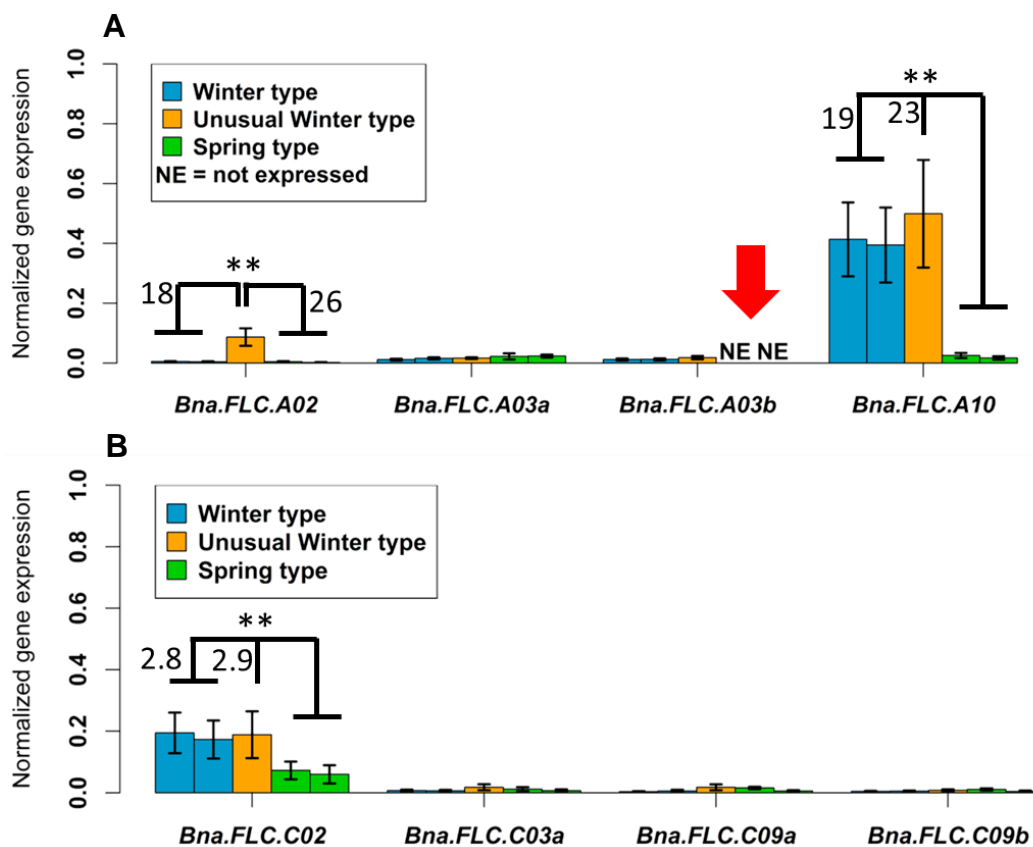 A
Normalized gene expression
1.0
0.8
0.6
0.4
0.2
0.0
Winter type
Unusual Winter type
Spring type
NE = not expressed
18
**
26
NE NE
19
**
23
Bna.FLC.A02
Bna.FLC.A03a
Bna.FLC.A03b
Bna.FLC.A10
B
Normalized gene expression
1.0
0.8
0.6
0.4
0.2
0.0
Winter type
Unusual Winter type
Spring type
2.8
**
2.9
Bna.FLC.C02
Bna.FLC.C03a
Bna.FLC.C09a
Bna.FLC.C09b